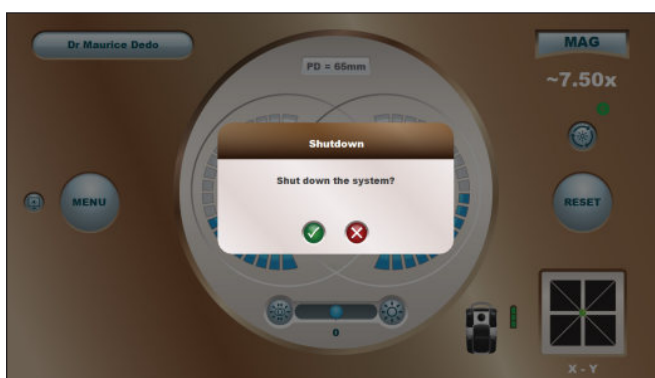 Dr Maurice Dedo
MAG
PD = 65mm
~7.50x
Shutdown
Shut down the system?
MENU
RESET
0
X - Y